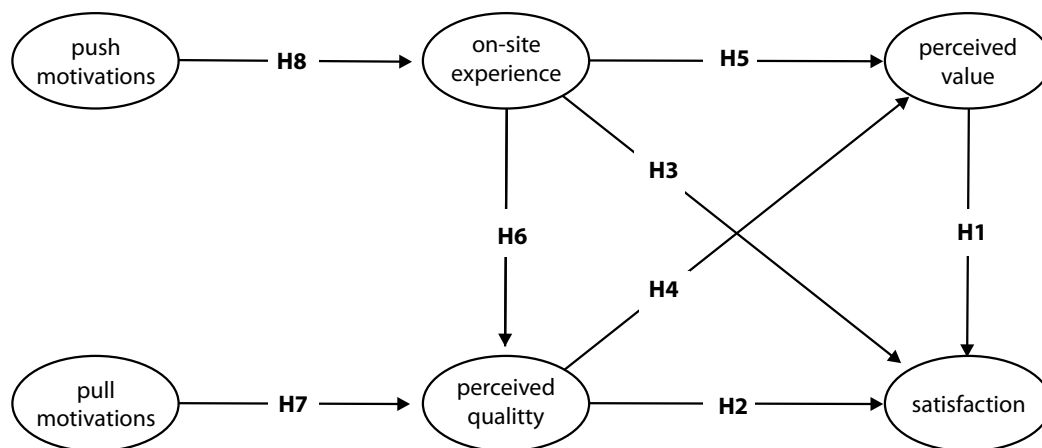 push
motivations
H8
on-site
experience
H5
perceived
value
H3
H6
H1
H4
pull
motivations
H7
perceived
qualitty
H2
satisfaction